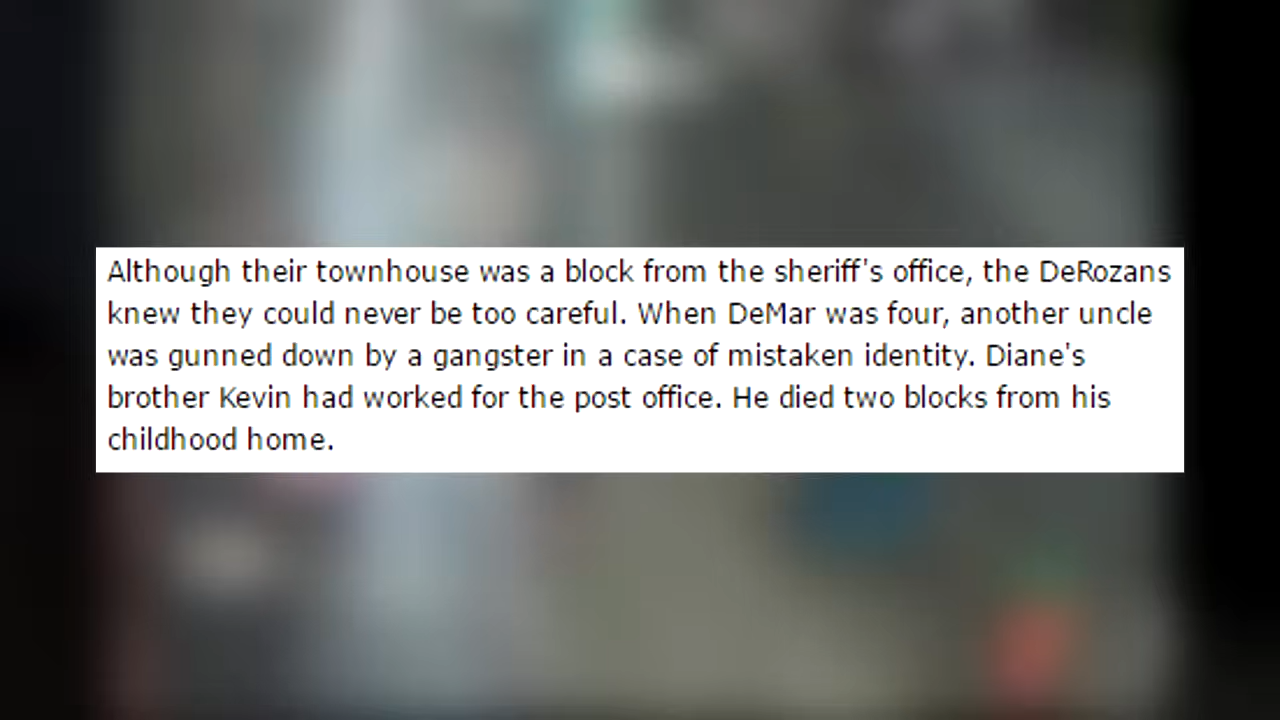 Although their townhouse was a block from the sheriff's office, the DeRozans
knew they could never be too careful. When DeMar was four, another uncle
was gunned down by a gangster in a case of mistaken identity. Diane's
brother Kevin had worked for the post office. He died two blocks from his
childhood home.